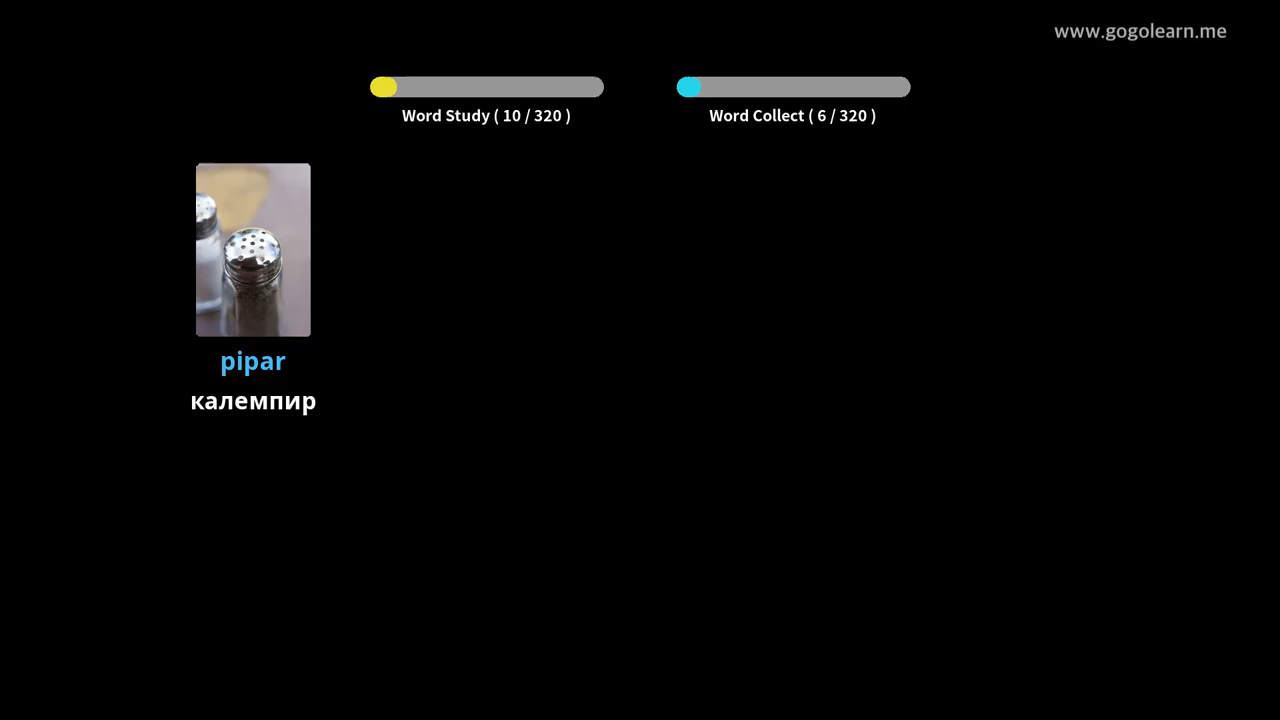 www.gogolearn.me
Word Study ( 10 / 320 )
Word Collect ( 6 / 320 )
pipar
калемпир